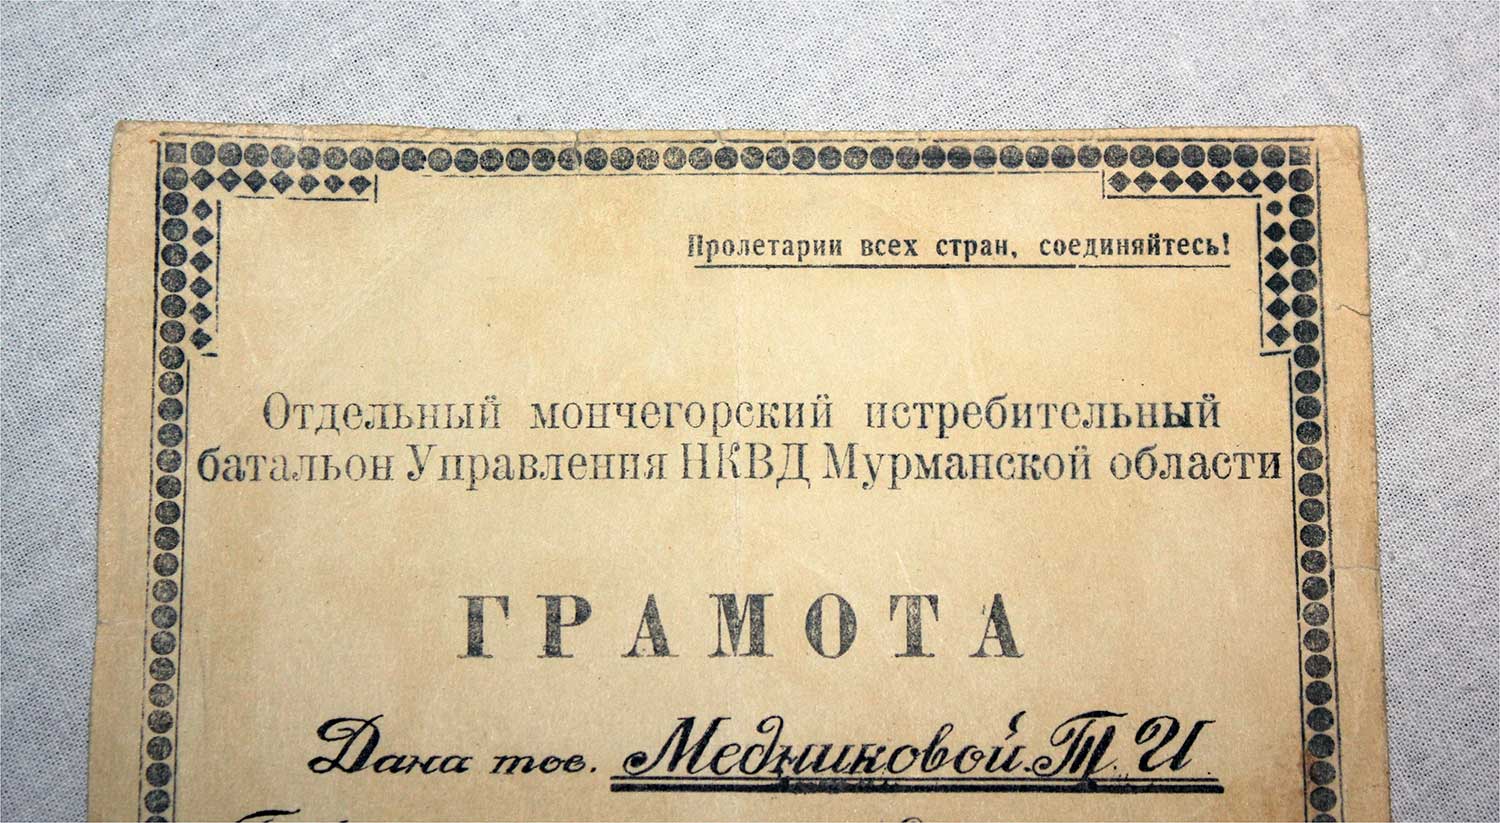 Пролетарии всех стран, соединяйтесь!
Отдельный мончегорский истребительный
батальон Управления НКВД Мурманской области
ГРАМОТА
Дана тов. Медниковой Т. И.